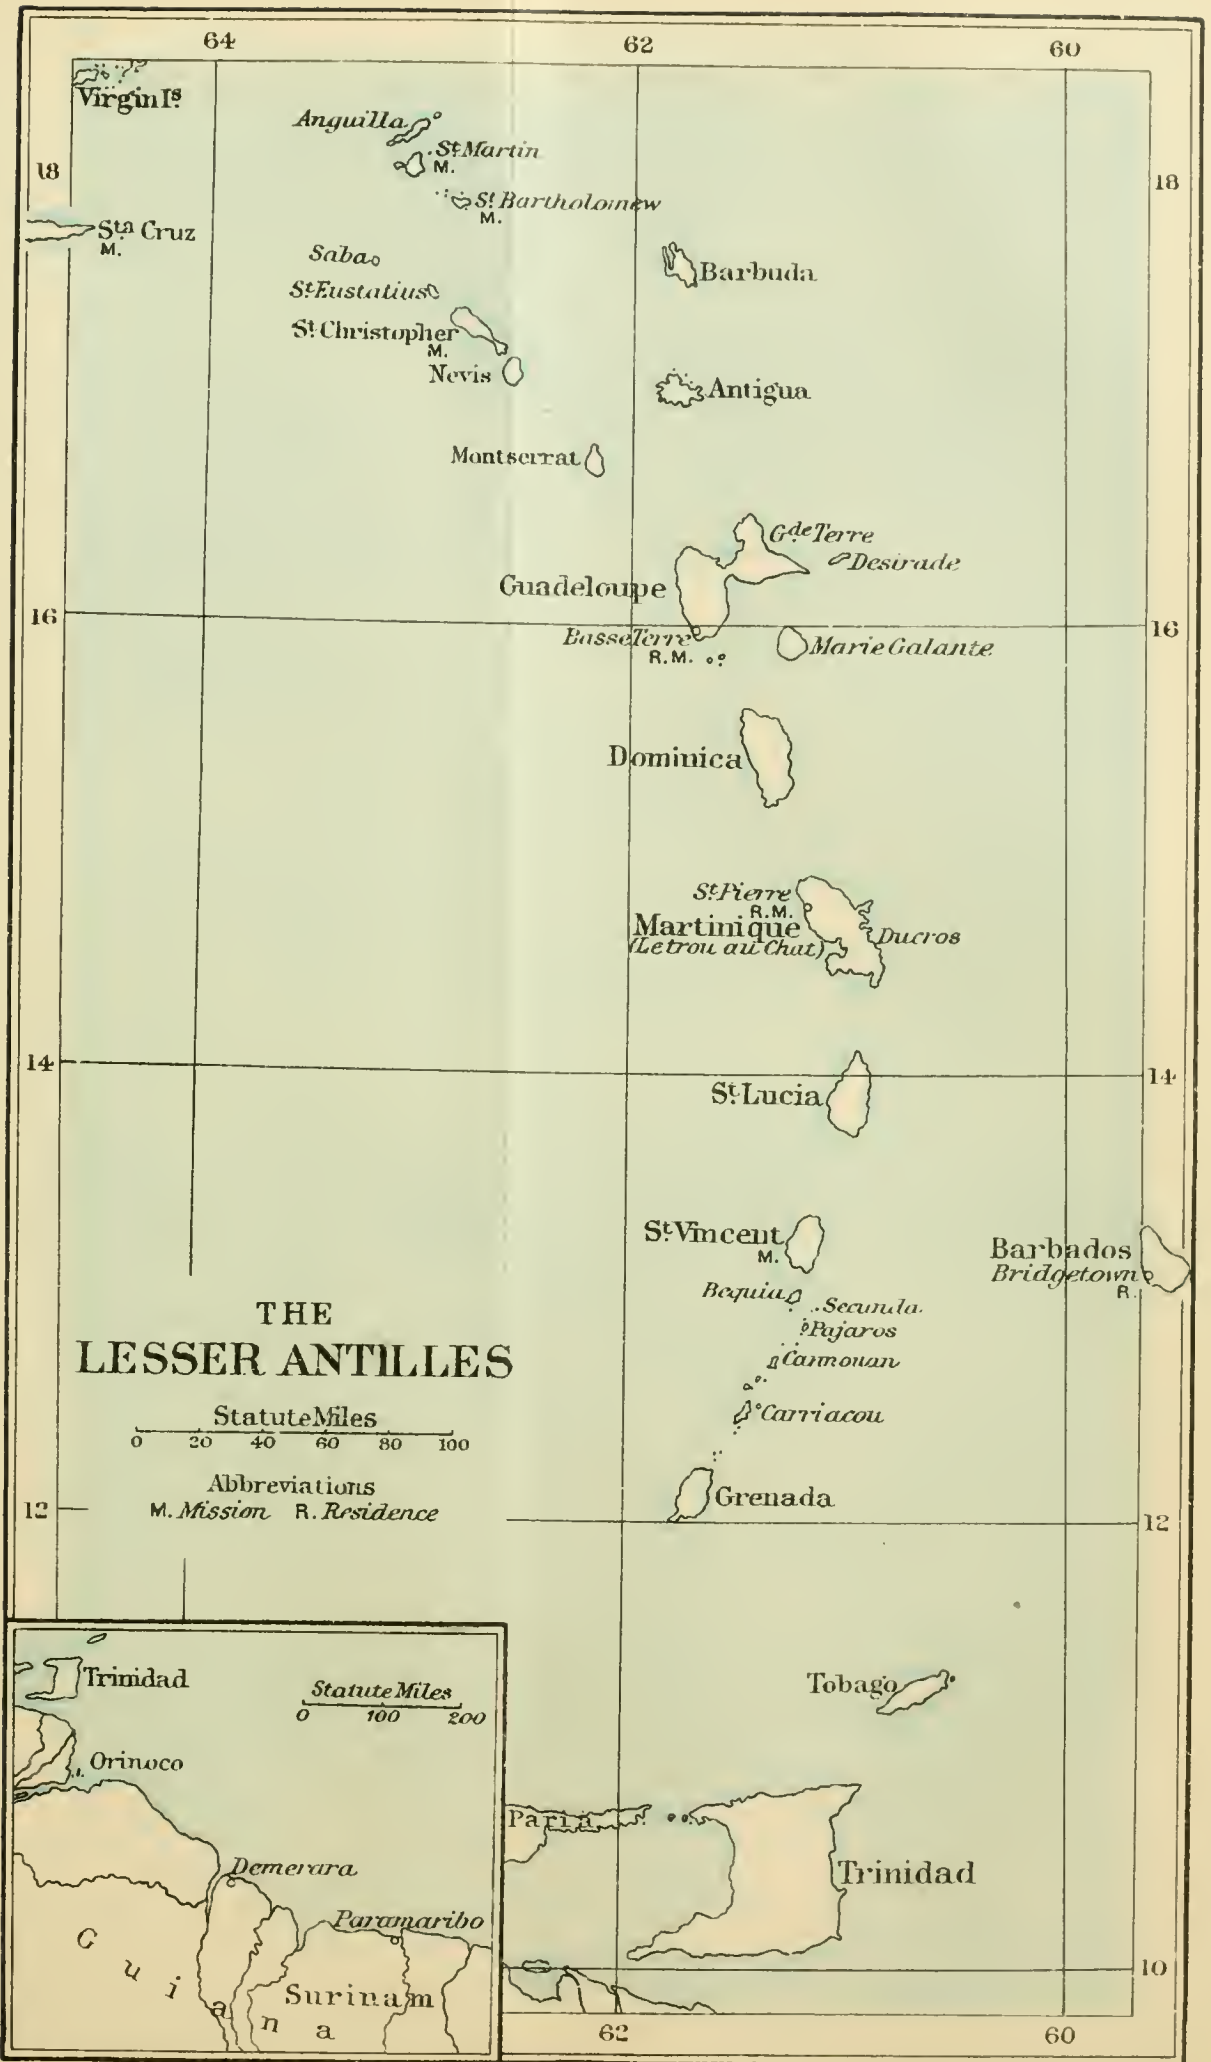 64 62 60
Virgin Is.
Anguilla
St. Martin
M.
18 18
St. Bartholomew
M.
Sta. Cruz
M.
Saba
Barbuda
St. Eustatius
St. Christopher
M.
Nevis
Antigua
Montserrat
Gde. Terre
Desirade
Guadeloupe
16 16
Basse Terre
R.M.
Marie Galante
Dominica
St. Pierre
R.M.
Martinique
(Le trou au Chat)
Ducros
14 14
St. Lucia
St. Vincent
M.
Barbados
Bridgetown
R.
Bequia
Secunda.
Pajaros
Cannouan
Carriacou
Grenada
THE
LESSER ANTILLES
Statute Miles
0 20 40 60 80 100
Abbreviations
M. Mission R. Residence
12 12
Trinidad
Statute Miles
0 100 200
Orinoco
Demerara
Paramaribo
Guiana
Surinam
Tobago
Paria
Trinidad
10
62 60